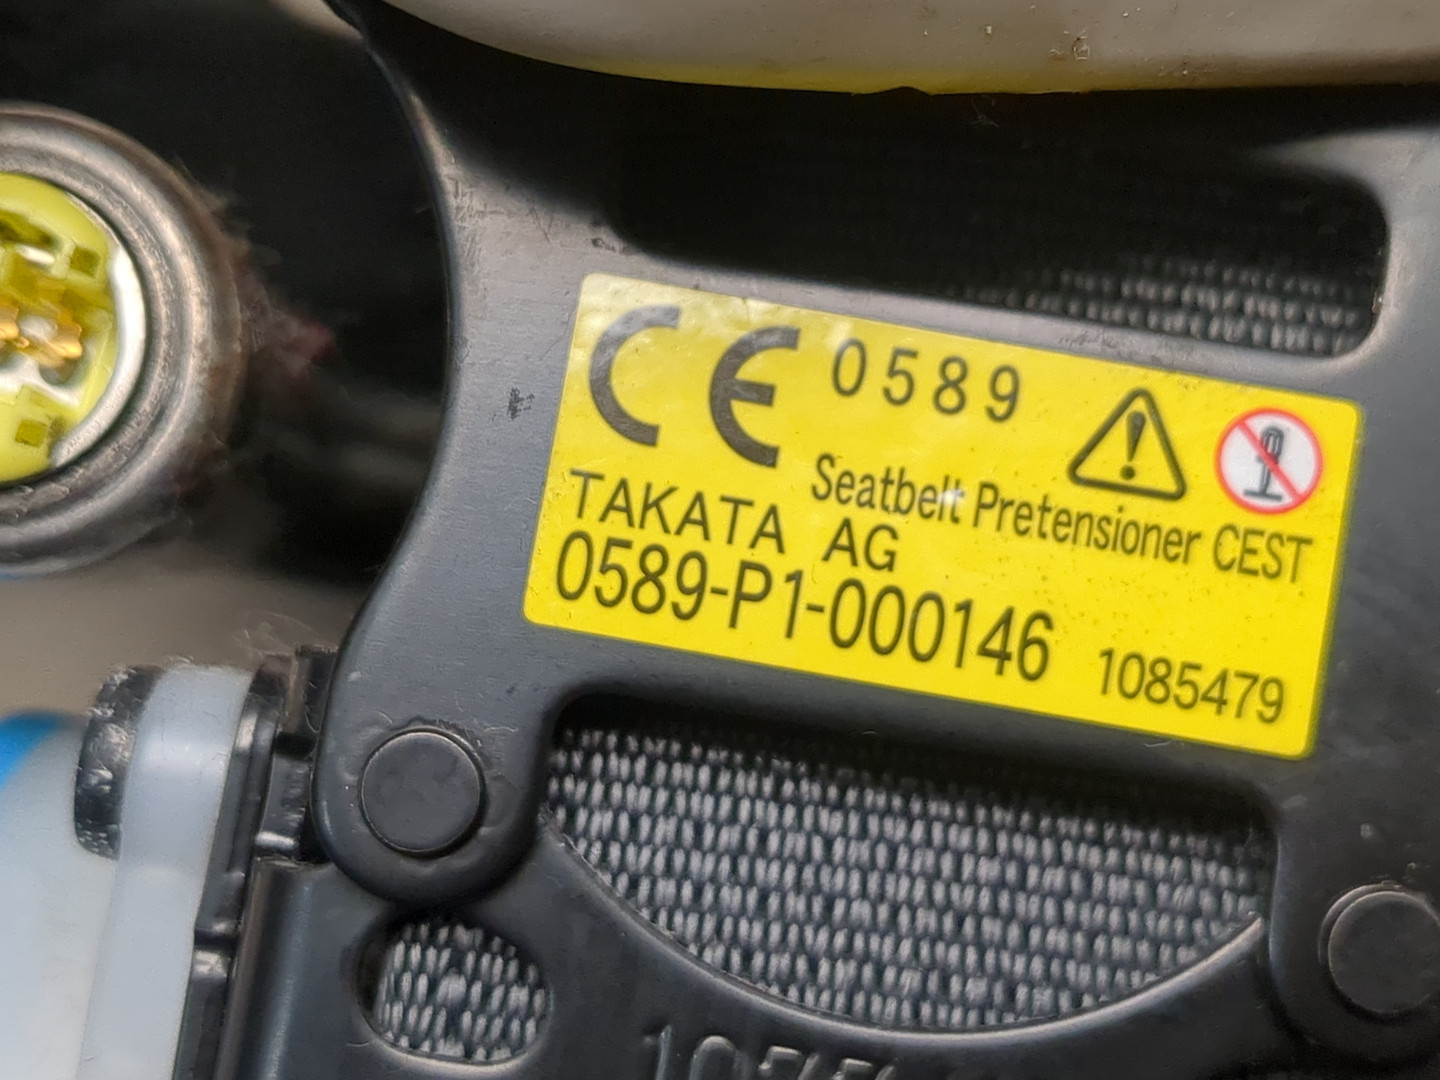 CE 0589
Seatbelt Pretensioner CEST
TAKATA AG
0589-P1-000146 1085479